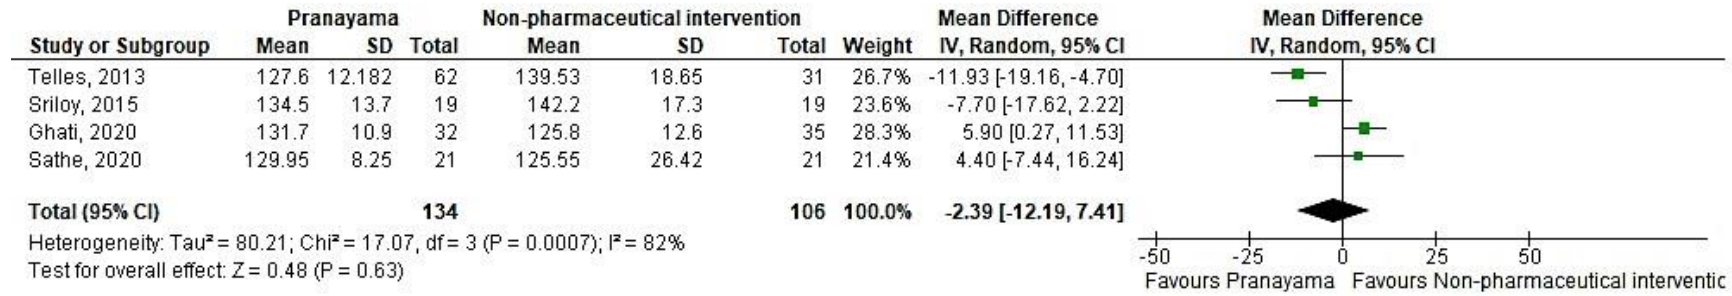 Pranayama Non-pharmaceutical intervention Mean Difference Mean Difference
Study or Subgroup Mean SD Total Mean SD Total Weight IV, Random, 95% CI IV, Random, 95% CI
Telles, 2013 127.6 12.182 62 139.53 18.65 31 26.7% -11.93 [-19.16, -4.70]
Sriloy, 2015 134.5 13.7 19 142.2 17.3 19 23.6% -7.70 [-17.62, 2.22]
Ghati, 2020 131.7 10.9 32 125.8 12.6 35 28.3% 5.90 [0.27, 11.53]
Sathe, 2020 129.95 8.25 21 125.55 26.42 21 21.4% 4.40 [-7.44, 16.24]
Total (95% CI) 134 106 100.0% -2.39 [-12.19, 7.41]
Heterogeneity: Tau² = 80.21; Chi² = 17.07, df = 3 (P = 0.0007); I² = 82%
Test for overall effect: Z = 0.48 (P = 0.63)
-50 -25 0 25 50
Favours Pranayama Favours Non-pharmaceutical interventic